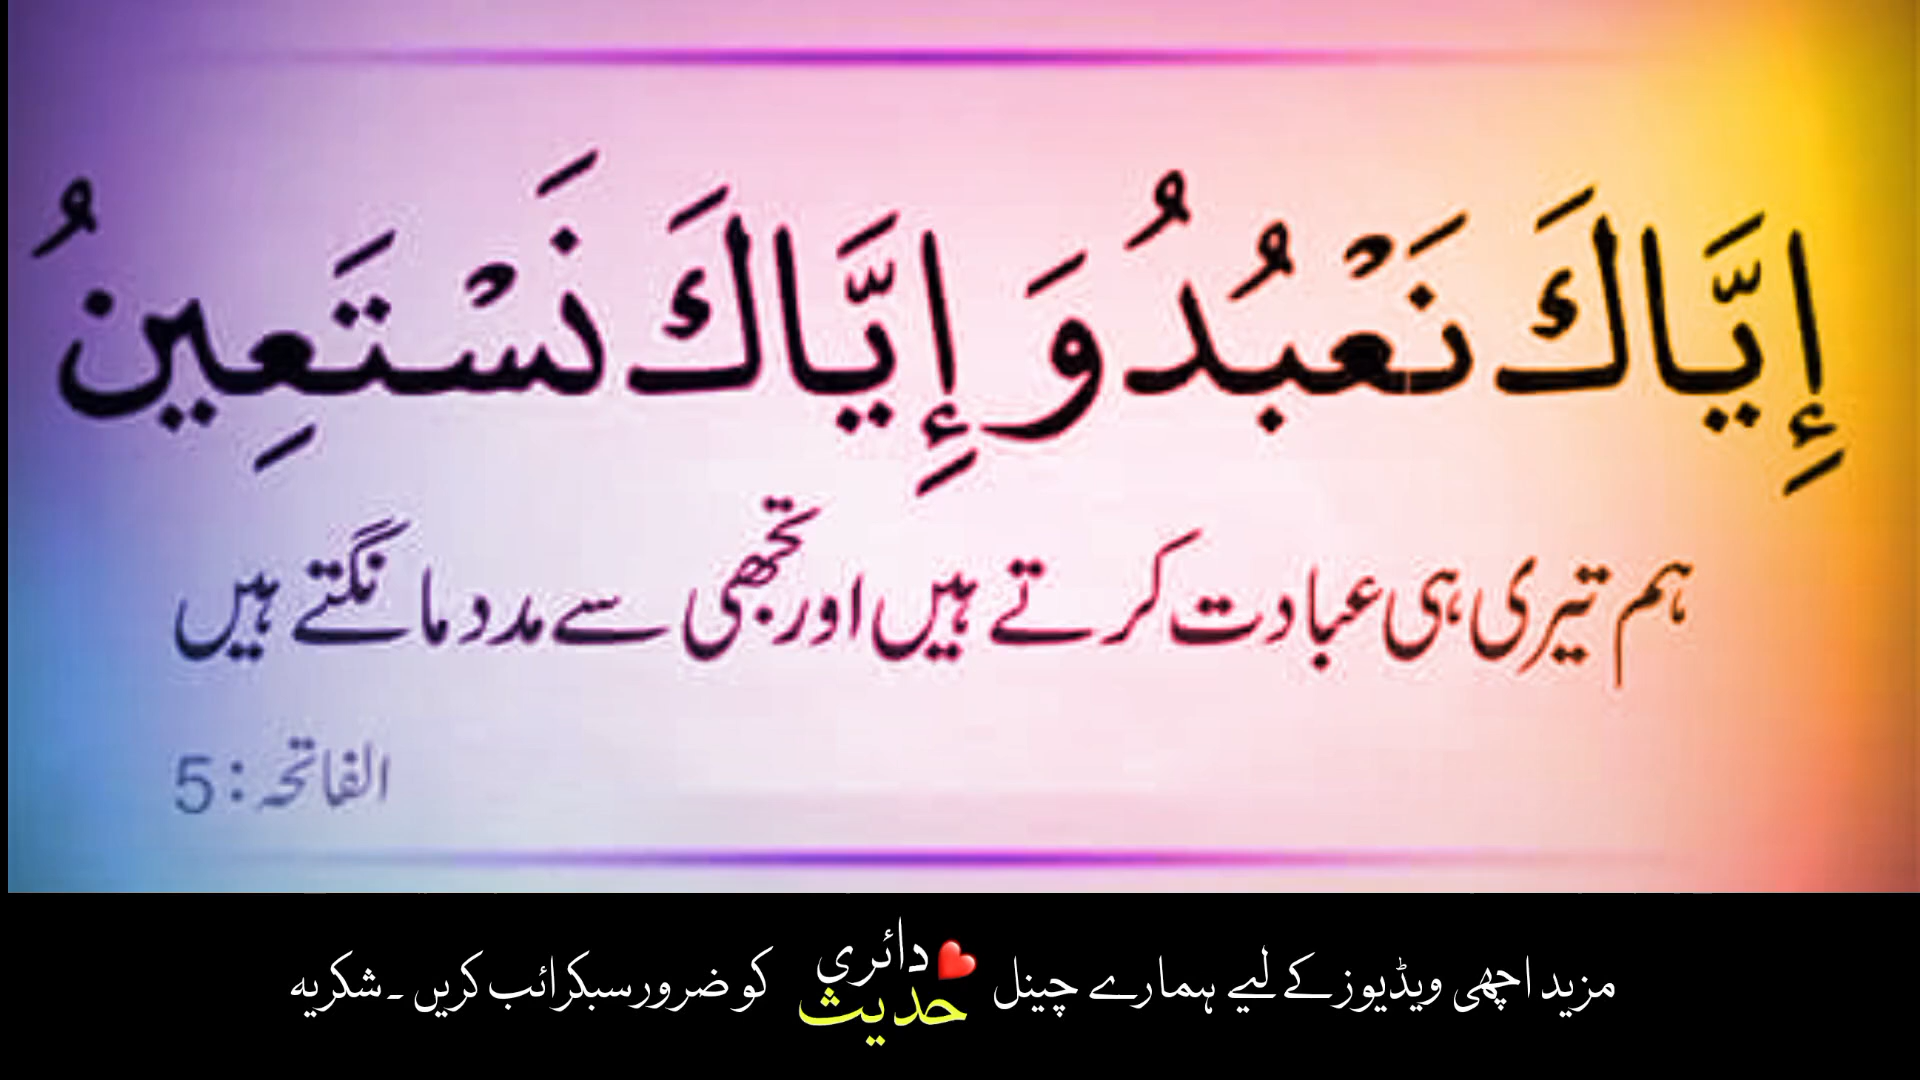 إِيَّاكَ نَعْبُدُ وَ إِيَّاكَ نَسْتَعِينُ
ہم تیری ہی عبادت کرتے ہیں اور تجھی سے مدد مانگتے ہیں
الفاتحہ : 5
مزید اچھی ویڈیوز کے لیے ہمارے چینل ❤ دائری حدیث کو ضرور سبکرائب کریں ۔ شکریہ